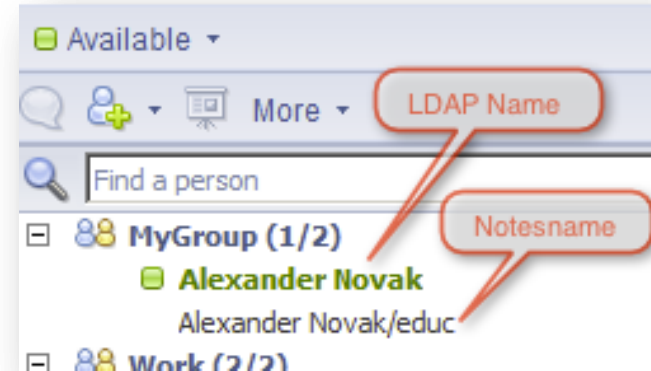 Available
More
LDAP Name
Find a person
Notesname
MyGroup (1/2)
Alexander Novak
Alexander Novak/educ
Work (2/2)